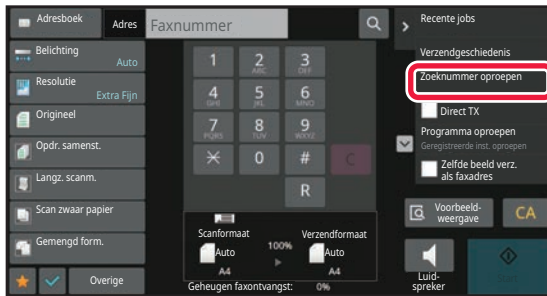 Adresboek
Adres
Faxnummer
Recente jobs
Belichting
Auto
Verzendgeschiedenis
Resolutie
Extra Fijn
Zoeknummer oproepen
Origineel
Direct TX
Opdr. samenst.
Programma oproepen
Geregistreerde inst. oproepen
Langz. scanm.
Zelfde beeld verz.
als faxadres
Scan zwaar papier
Gemengd form.
Overige
1
2
ABC
3
DEF
4
GHI
5
JKL
6
MNO
7
PQRS
8
TUV
9
WXYZ
0
#
C
R
Scanformaat
Auto
A4
100%
Verzendformaat
Auto
A4
Geheugen faxontvangst:
0%
Voorbeeld-
weergave
CA
Luid-
spreker
Start